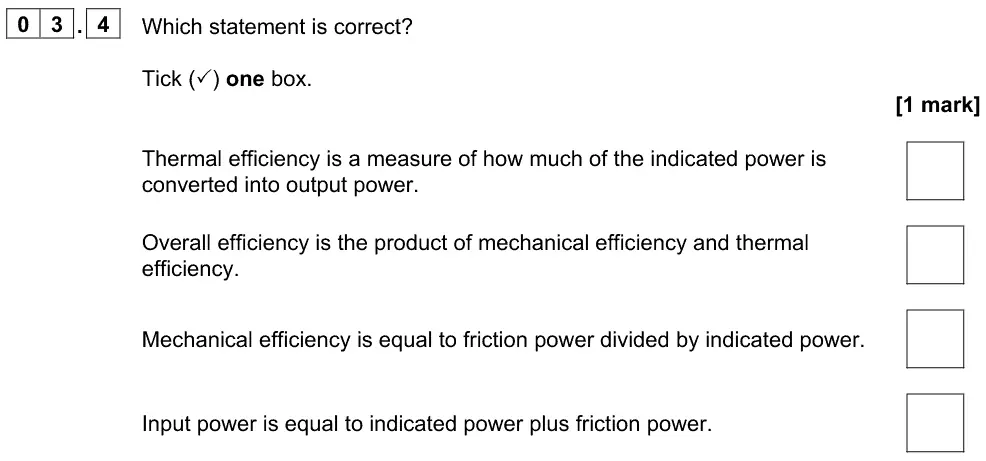 0 3 . 4 Which statement is correct?
Tick (✓) one box.
[1 mark]
Thermal efficiency is a measure of how much of the indicated power is
converted into output power.
Overall efficiency is the product of mechanical efficiency and thermal
efficiency.
Mechanical efficiency is equal to friction power divided by indicated power.
Input power is equal to indicated power plus friction power.